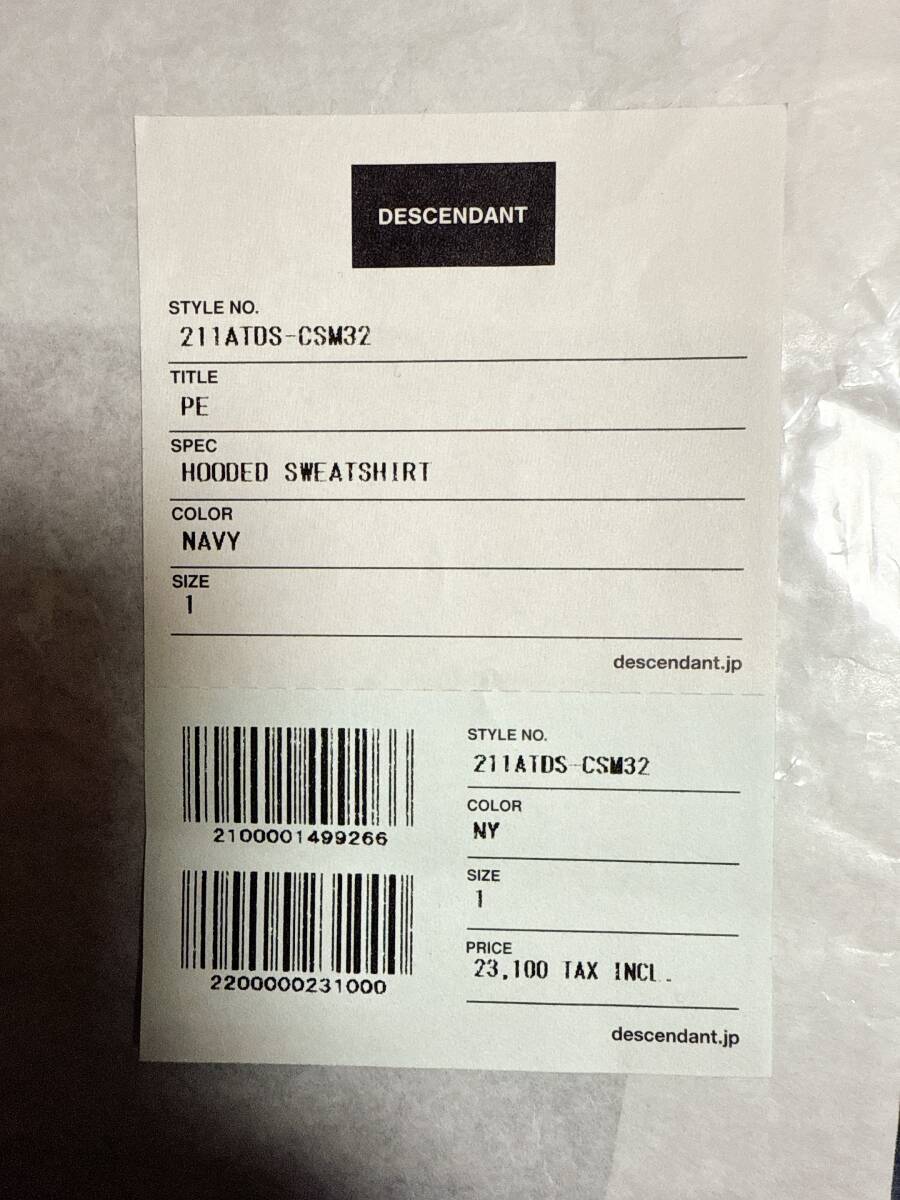 DESCENDANT
STYLE NO.
211ATDS-CSM32
TITLE
PE
SPEC
HOODED SWEATSHIRT
COLOR
NAVY
SIZE
1
descendant.jp
2100001499266
2200000231000
STYLE NO.
211ATDS-CSM32
COLOR
NY
SIZE
1
PRICE
23,100 TAX INCL.
descendant.jp